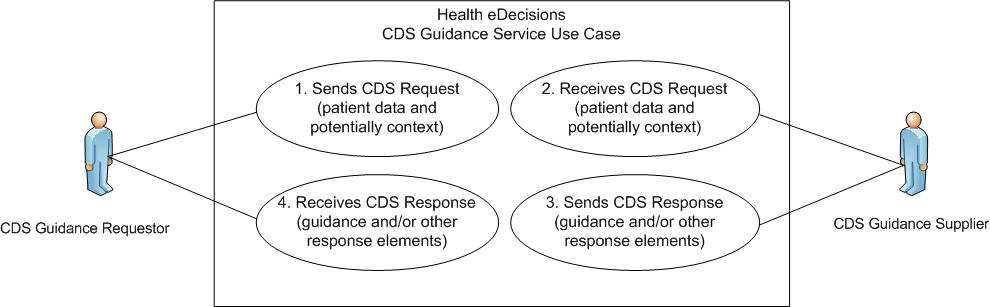 Health eDecisions
CDS Guidance Service Use Case
1. Sends CDS Request
(patient data and
potentially context)
2. Receives CDS Request
(patient data and
potentially context)
4. Receives CDS Response
(guidance and/or other
response elements)
3. Sends CDS Response
(guidance and/or other
response elements)
CDS Guidance Requestor
CDS Guidance Supplier